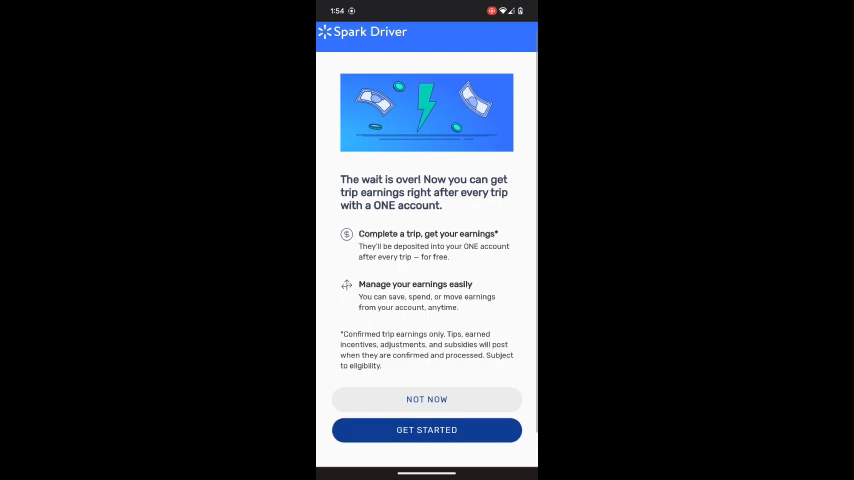 1:54
Spark Driver
The wait is over! Now you can get
trip earnings right after every trip
with a ONE account.
Complete a trip, get your earnings*
They'll be deposited into your ONE account
after every trip — for free.
Manage your earnings easily
You can save, spend, or move earnings
from your account, anytime.
*Confirmed trip earnings only. Tips, earned
incentives, adjustments, and subsidies will post
when they are confirmed and processed. Subject
to eligibility.
NOT NOW
GET STARTED